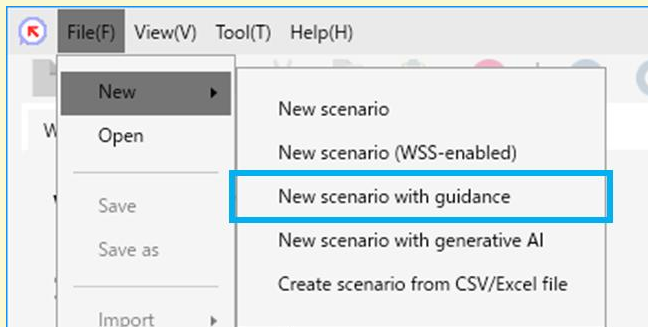 File(F) View(V) Tool(T) Help(H)
New
Open
Save
Save as
Import
New scenario
New scenario (WSS-enabled)
New scenario with guidance
New scenario with generative AI
Create scenario from CSV/Excel file